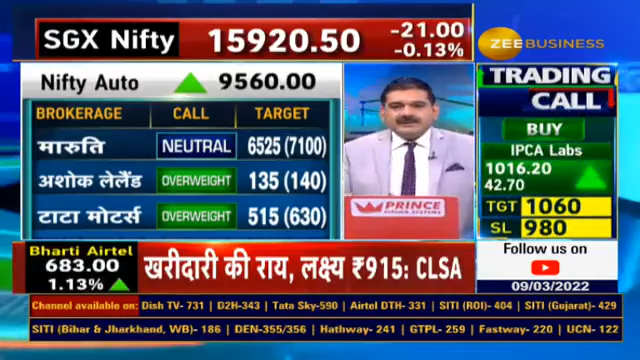 SGX Nifty 15920.50 -21.00 -0.13%
ZEE BUSINESS
Nifty Auto 9560.00
BROKERAGE CALL TARGET
मारुति NEUTRAL 6525 (7100)
अशोक लेलैंड OVERWEIGHT 135 (140)
टाटा मोटर्स OVERWEIGHT 515 (630)
PRINCE
TRADING
CALL
BUY
IPCA Labs
1016.20
42.70
TGT 1060
SL 980
Bharti Airtel
683.00
1.13%
खरीदारी की राय, लक्ष्य ₹915: CLSA
Follow us on
09/03/2022
Channel available on: Dish TV- 731 | D2H-343 | Tata Sky-590 | Airtel DTH- 331 | SITI (ROI)- 404 | SITI (Gujarat)- 429
SITI (Bihar & Jharkhand, WB)- 186 | DEN-355/356 | Hathway- 241 | GTPL- 259 | Fastway- 220 | UCN- 122